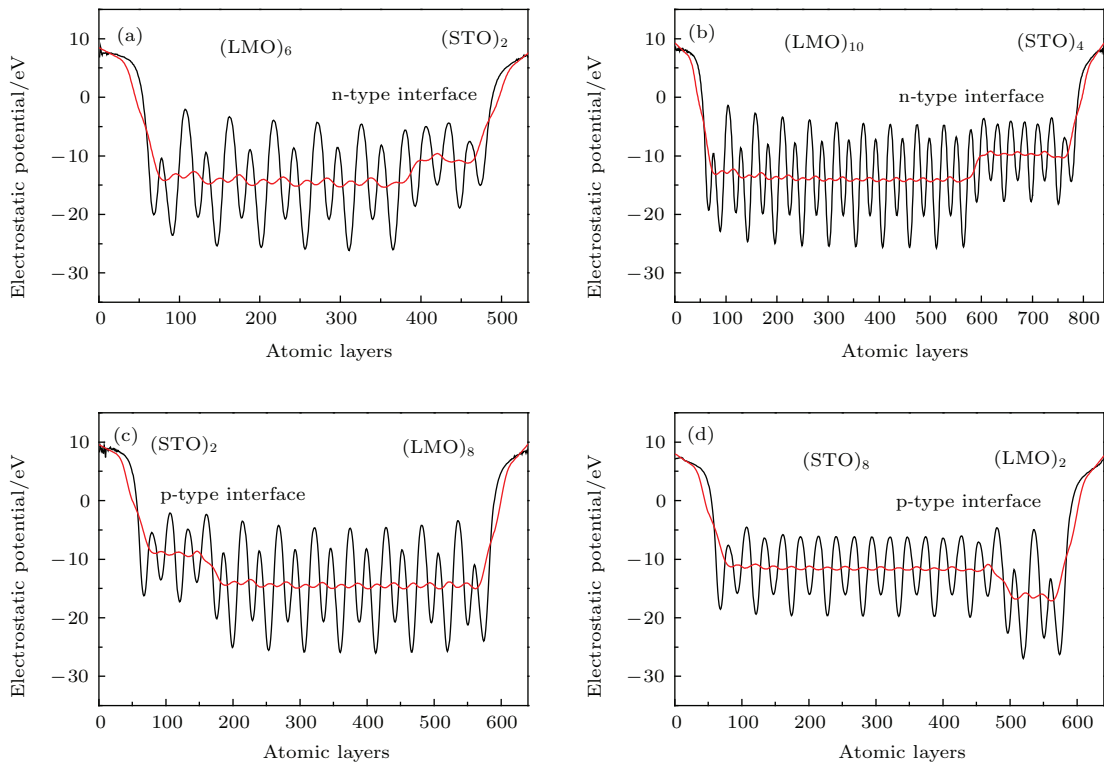 (a) (LMO)₆ (STO)₂
n-type interface
Electrostatic potential/eV
10
0
−10
−20
−30
0 100 200 300 400 500
Atomic layers
(b) (LMO)₁₀ (STO)₄
n-type interface
Electrostatic potential/eV
10
0
−10
−20
−30
0 100 200 300 400 500 600 700 800
Atomic layers
(c) (STO)₂ (LMO)₈
p-type interface
Electrostatic potential/eV
10
0
−10
−20
−30
0 100 200 300 400 500 600
Atomic layers
(d) (STO)₈ (LMO)₂
p-type interface
Electrostatic potential/eV
10
0
−10
−20
−30
0 100 200 300 400 500 600
Atomic layers